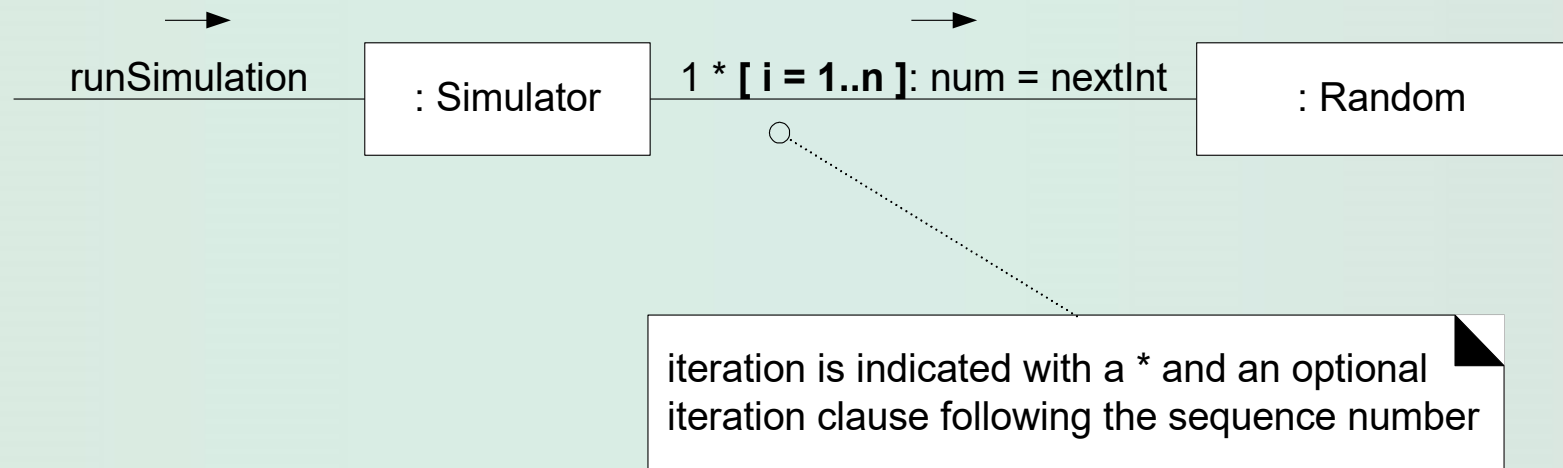 runSimulation
: Simulator
1 * [ i = 1..n ]: num = nextInt
: Random
iteration is indicated with a * and an optional
iteration clause following the sequence number